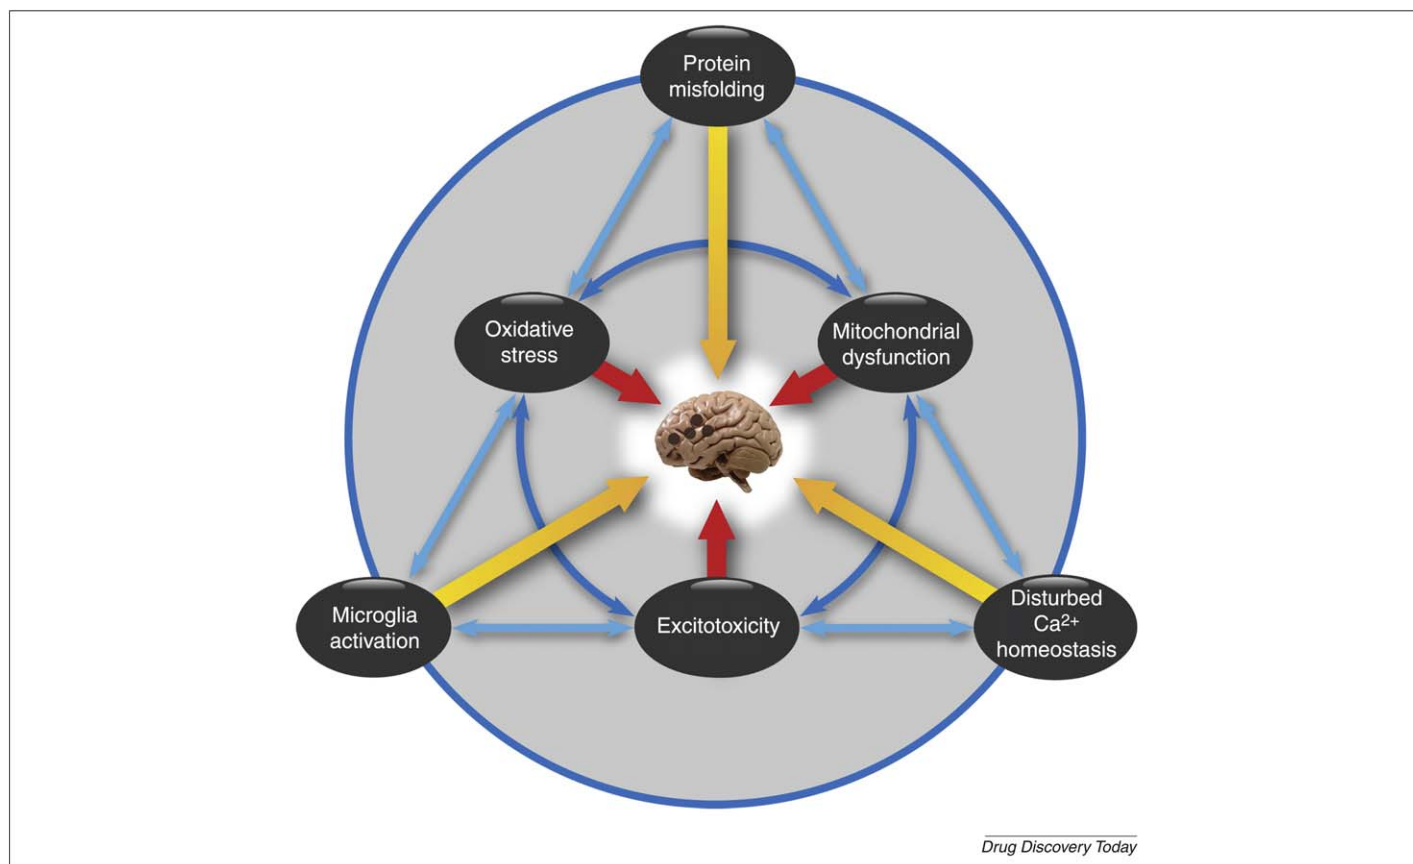 Protein
misfolding
Oxidative
stress
Mitochondrial
dysfunction
Microglia
activation
Excitotoxicity
Disturbed
Ca²⁺
homeostasis
Drug Discovery Today